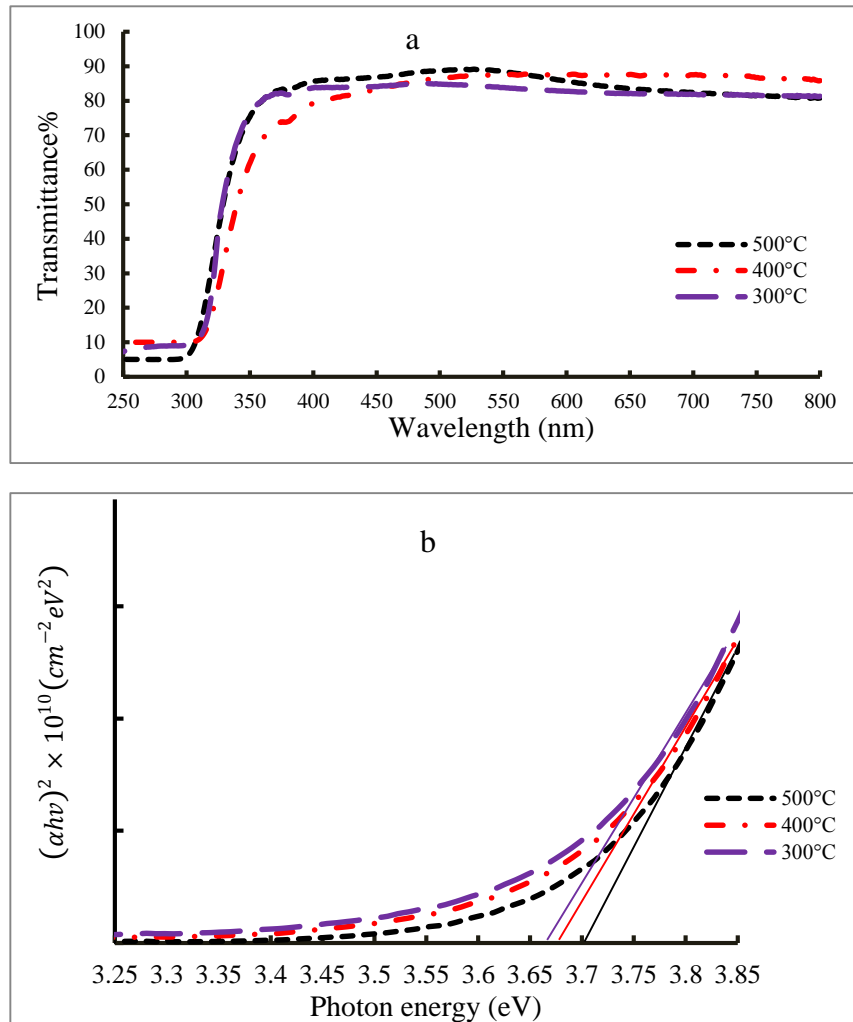 a
100
90
80
70
60
50
40
30
20
10
0
Transmittance%
500°C
400°C
300°C
250 300 350 400 450 500 550 600 650 700 750 800
Wavelength (nm)
b
(αhv)² × 10¹⁰(cm⁻²eV²)
500°C
400°C
300°C
3.25 3.3 3.35 3.4 3.45 3.5 3.55 3.6 3.65 3.7 3.75 3.8 3.85
Photon energy (eV)